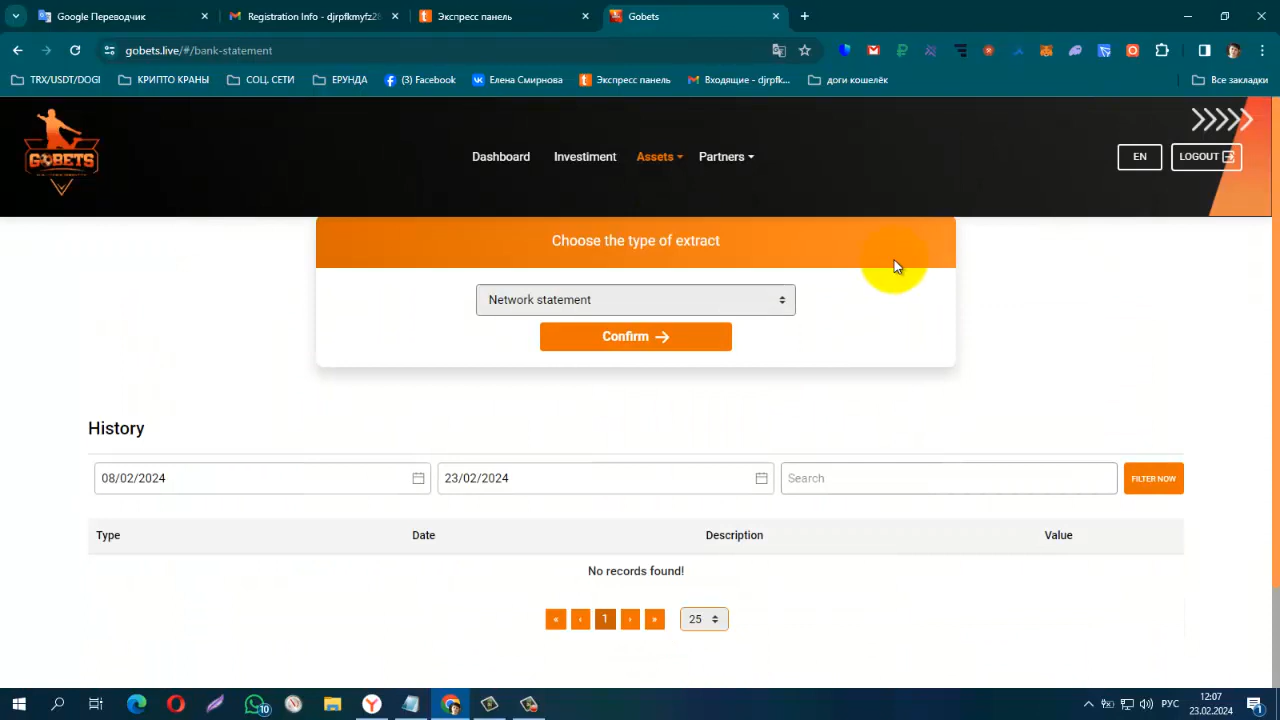 Google Переводчик
Registration Info - djrpfkmyfz28
Экспресс панель
Gobets
gobets.live/#/bank-statement
TRX/USDT/DOGI
КРИПТО КРАНЫ
СОЦ. СЕТИ
ЕРУНДА
(3) Facebook
Елена Смирнова
Экспресс панель
Входящие - djrpfk...
доги кошелёк
Все закладки
GOBETS
Dashboard
Investiment
Assets
Partners
EN
LOGOUT
Choose the type of extract
Network statement
Confirm →
History
08/02/2024
23/02/2024
Search
FILTER NOW
Type Date Description Value
No records found!
« ‹ 1 › » 25
10
РУС
12:07
23.02.2024
1